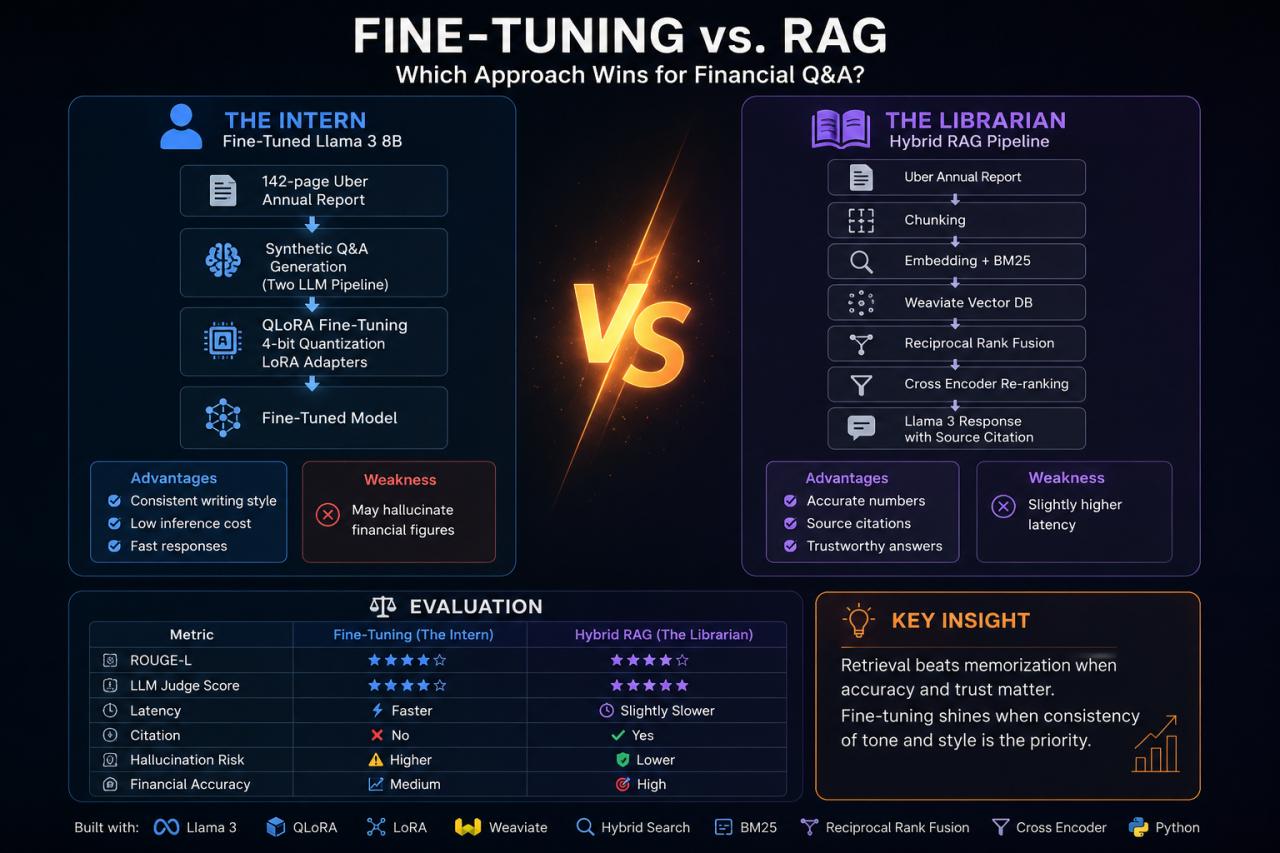 FINE-TUNING vs. RAG
Which Approach Wins for Financial Q&A?
THE INTERN
Fine-Tuned Llama 3 8B
142-page Uber
Annual Report
Synthetic Q&A
Generation
(Two LLM Pipeline)
QLoRA Fine-Tuning
4-bit Quantization
LoRA Adapters
A
Fine-Tuned Model
Advantages
Consistent writing style
Low inference cost
Fast responses
Weakness
May hallucinate
financial figures
VS
THE LIBRARIAN
Hybrid RAG Pipeline
Uber Annual Report
Chunking
Embedding + BM25
Weaviate Vector DB
Reciprocal Rank Fusion
Cross Encoder Re-ranking
Llama 3 Response
with Source Citation
Advantages
Accurate numbers
Source citations
Trustworthy answers
Weakness
Slightly higher
latency
EVALUATION
Metric Fine-Tuning (The Intern) Hybrid RAG (The Librarian)
ROUGE-L ★★★★☆ ★★★★☆
LLM Judge Score ★★★★☆ ★★★★★
Latency Faster Slightly Slower
Citation No Yes
Hallucination Risk Higher Lower
Financial Accuracy Medium High
KEY INSIGHT
Retrieval beats memorization when
accuracy and trust matter.
Fine-tuning shines when consistency
of tone and style is the priority.
Built with: Llama 3 QLoRA LoRA Weaviate Hybrid Search BM25 Reciprocal Rank Fusion Cross Encoder Python